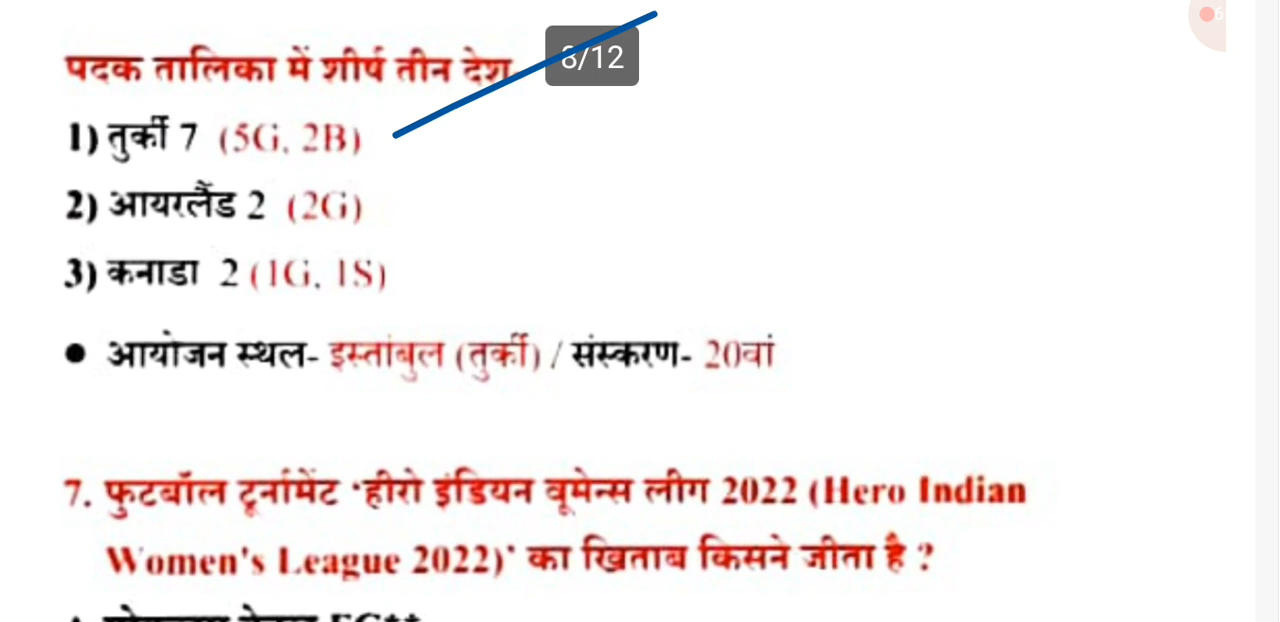 पदक तालिका में शीर्ष तीन देश
8/12
1) तुर्की 7 (5G, 2B)
2) आयरलैंड 2 (2G)
3) कनाडा 2 (1G, 1S)
● आयोजन स्थल- इस्तांबुल (तुर्की) / संस्करण- 20वां
7. फुटबॉल टूर्नामेंट 'हीरो इंडियन वूमेन्स लीग 2022 (Hero Indian
Women's League 2022)' का खिताब किसने जीता है ?